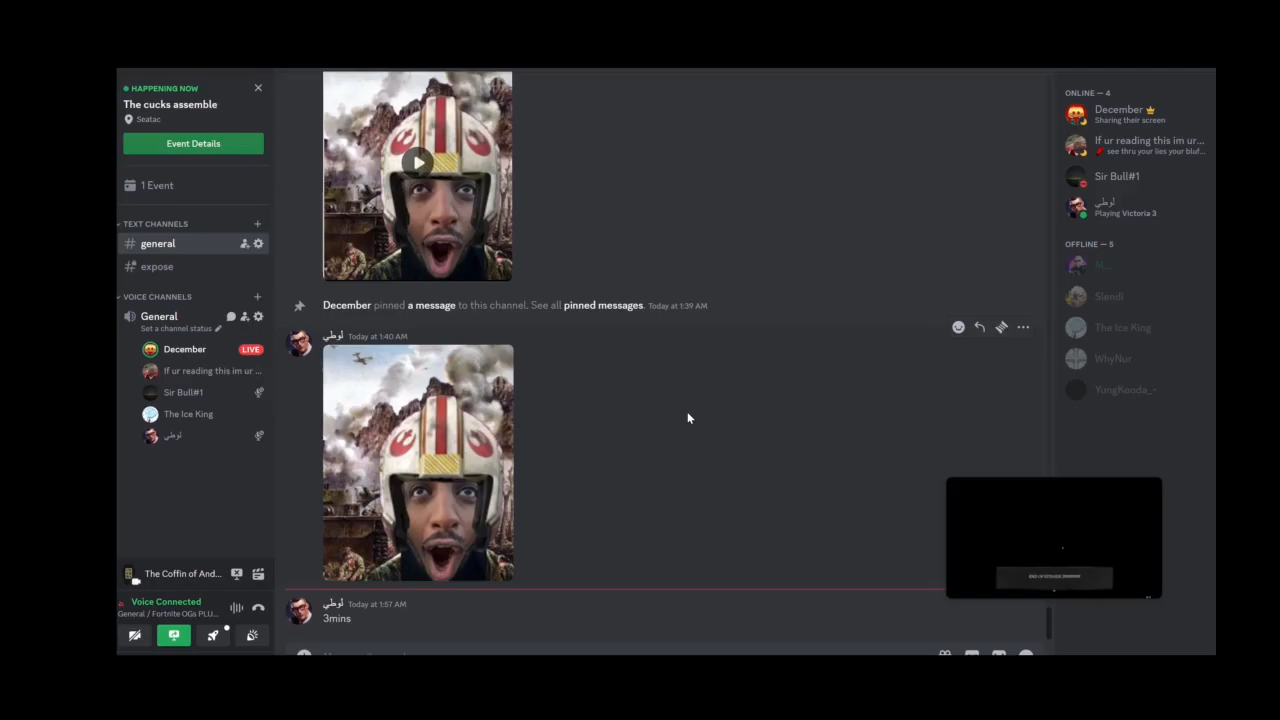 HAPPENING NOW
The cucks assemble
Seatac
Event Details
1 Event
TEXT CHANNELS
general
expose
VOICE CHANNELS
General
Set a channel status
December LIVE
If ur reading this im ur ...
Sir Bull#1
The Ice King
لوطي
The Coffin of And...
Voice Connected
General / Fortnite OGs PLU...
December pinned a message to this channel. See all pinned messages. Today at 1:39 AM
لوطي Today at 1:40 AM
لوطي Today at 1:57 AM
3mins
ONLINE — 4
December
Sharing their screen
If ur reading this im ur...
see thru your lies your bluf...
Sir Bull#1
لوطي
Playing Victoria 3
OFFLINE — 5
M...
Slendi
The Ice King
WhyNur
YungKooda_-